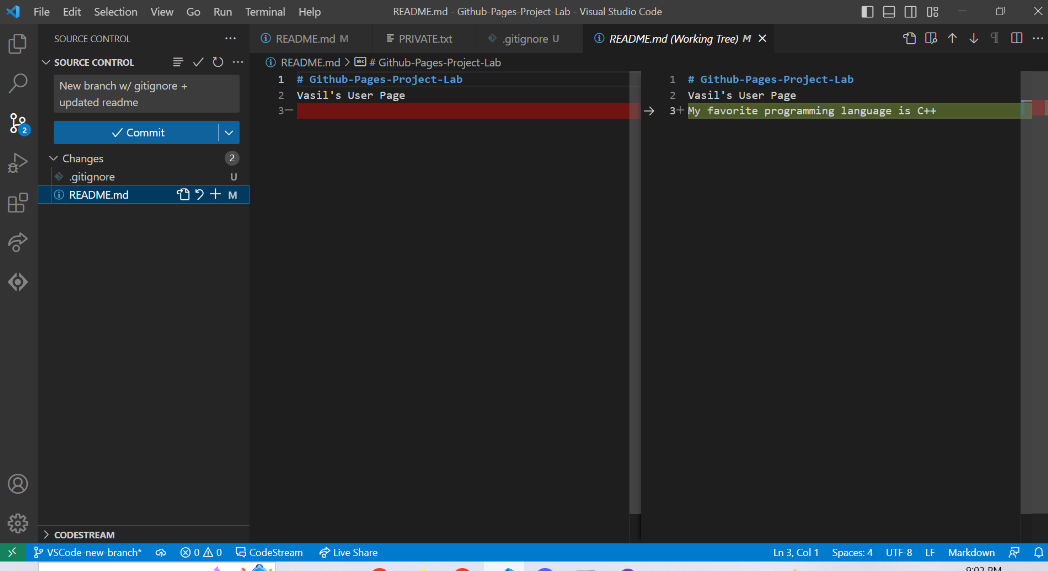 File Edit Selection View Go Run Terminal Help README.md - Github-Pages-Project-Lab - Visual Studio Code
SOURCE CONTROL
README.md M PRIVATE.txt .gitignore U README.md (Working Tree) M
SOURCE CONTROL
README.md > # Github-Pages-Project-Lab
New branch w/ gitignore +
updated readme
Commit
Changes 2
.gitignore U
README.md M
1 # Github-Pages-Project-Lab
2 Vasil's User Page
3-
1 # Github-Pages-Project-Lab
2 Vasil's User Page
3+ My favorite programming language is C++
2
CODESTREAM
VSCode-new-branch* 0 0 CodeStream Live Share Ln 3, Col 1 Spaces: 4 UTF-8 LF Markdown
9:02 PM